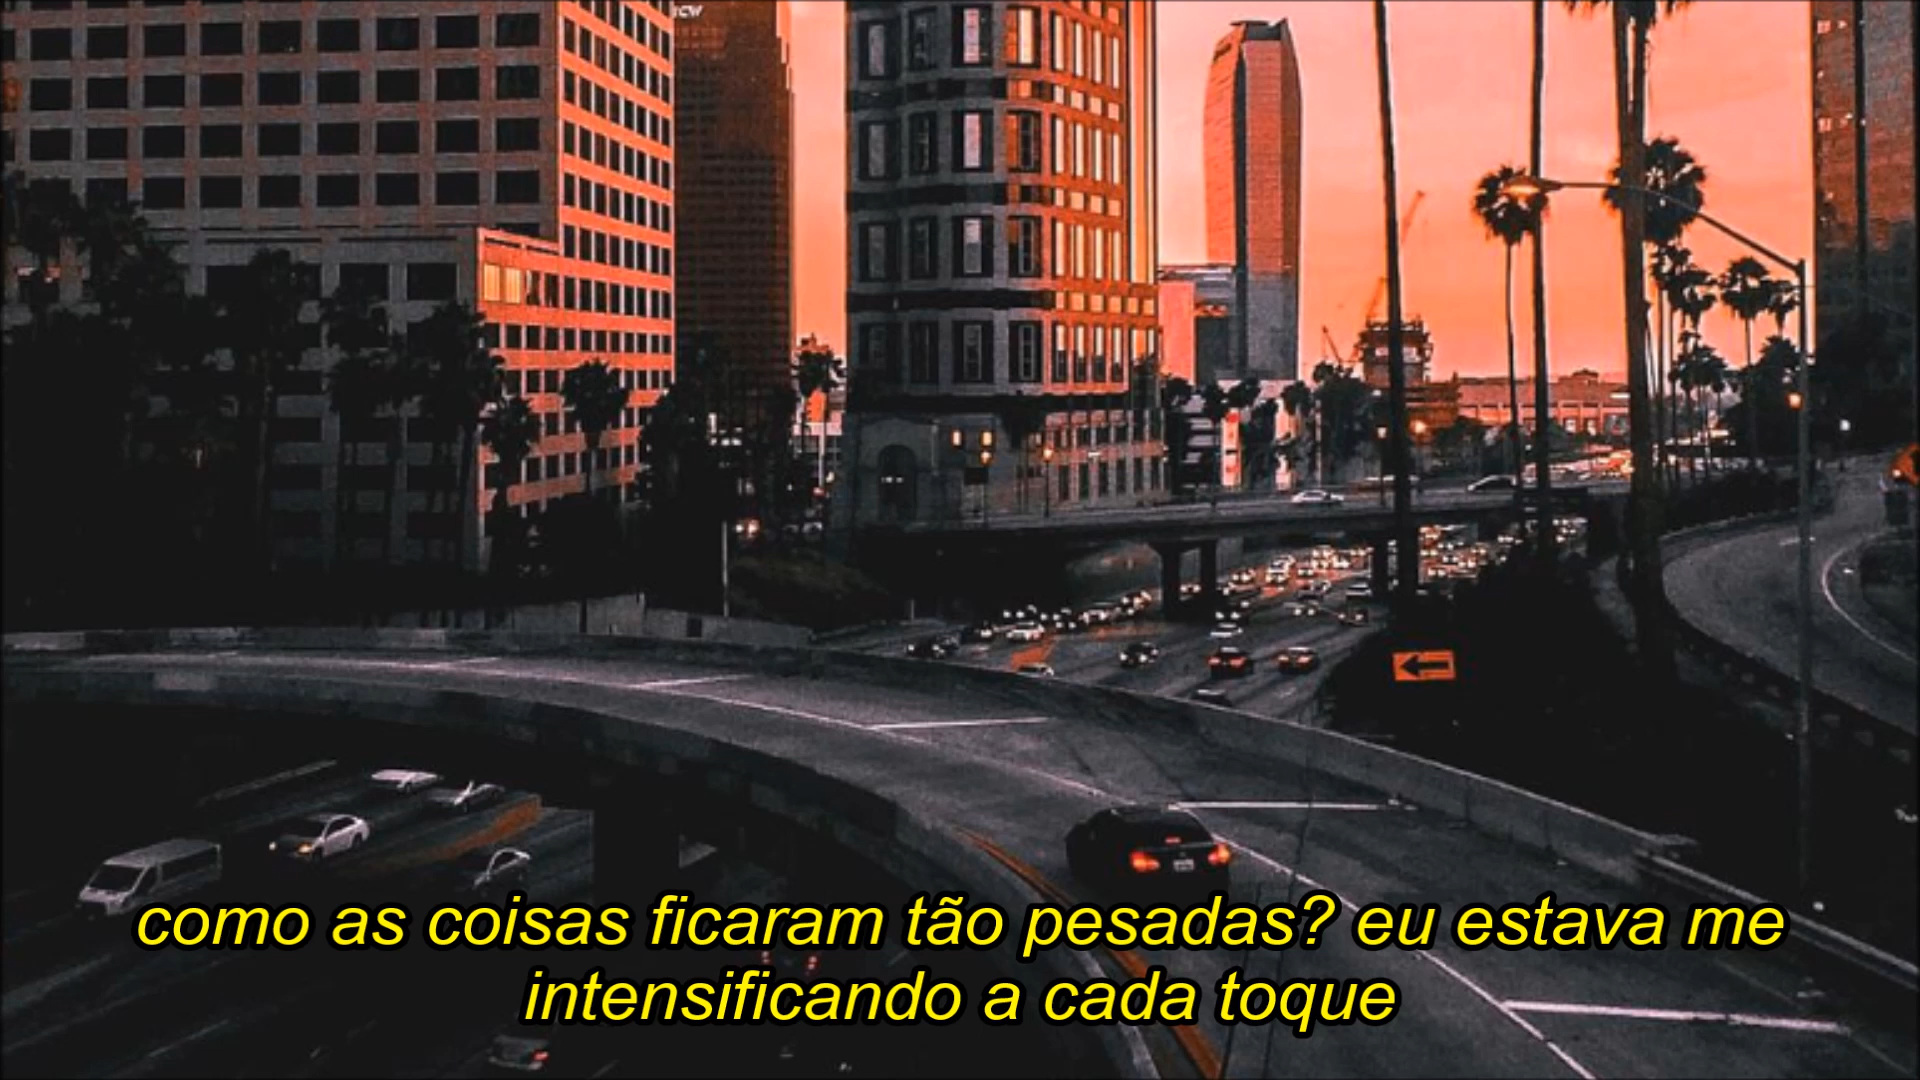 como as coisas ficaram tão pesadas? eu estava me
intensificando a cada toque